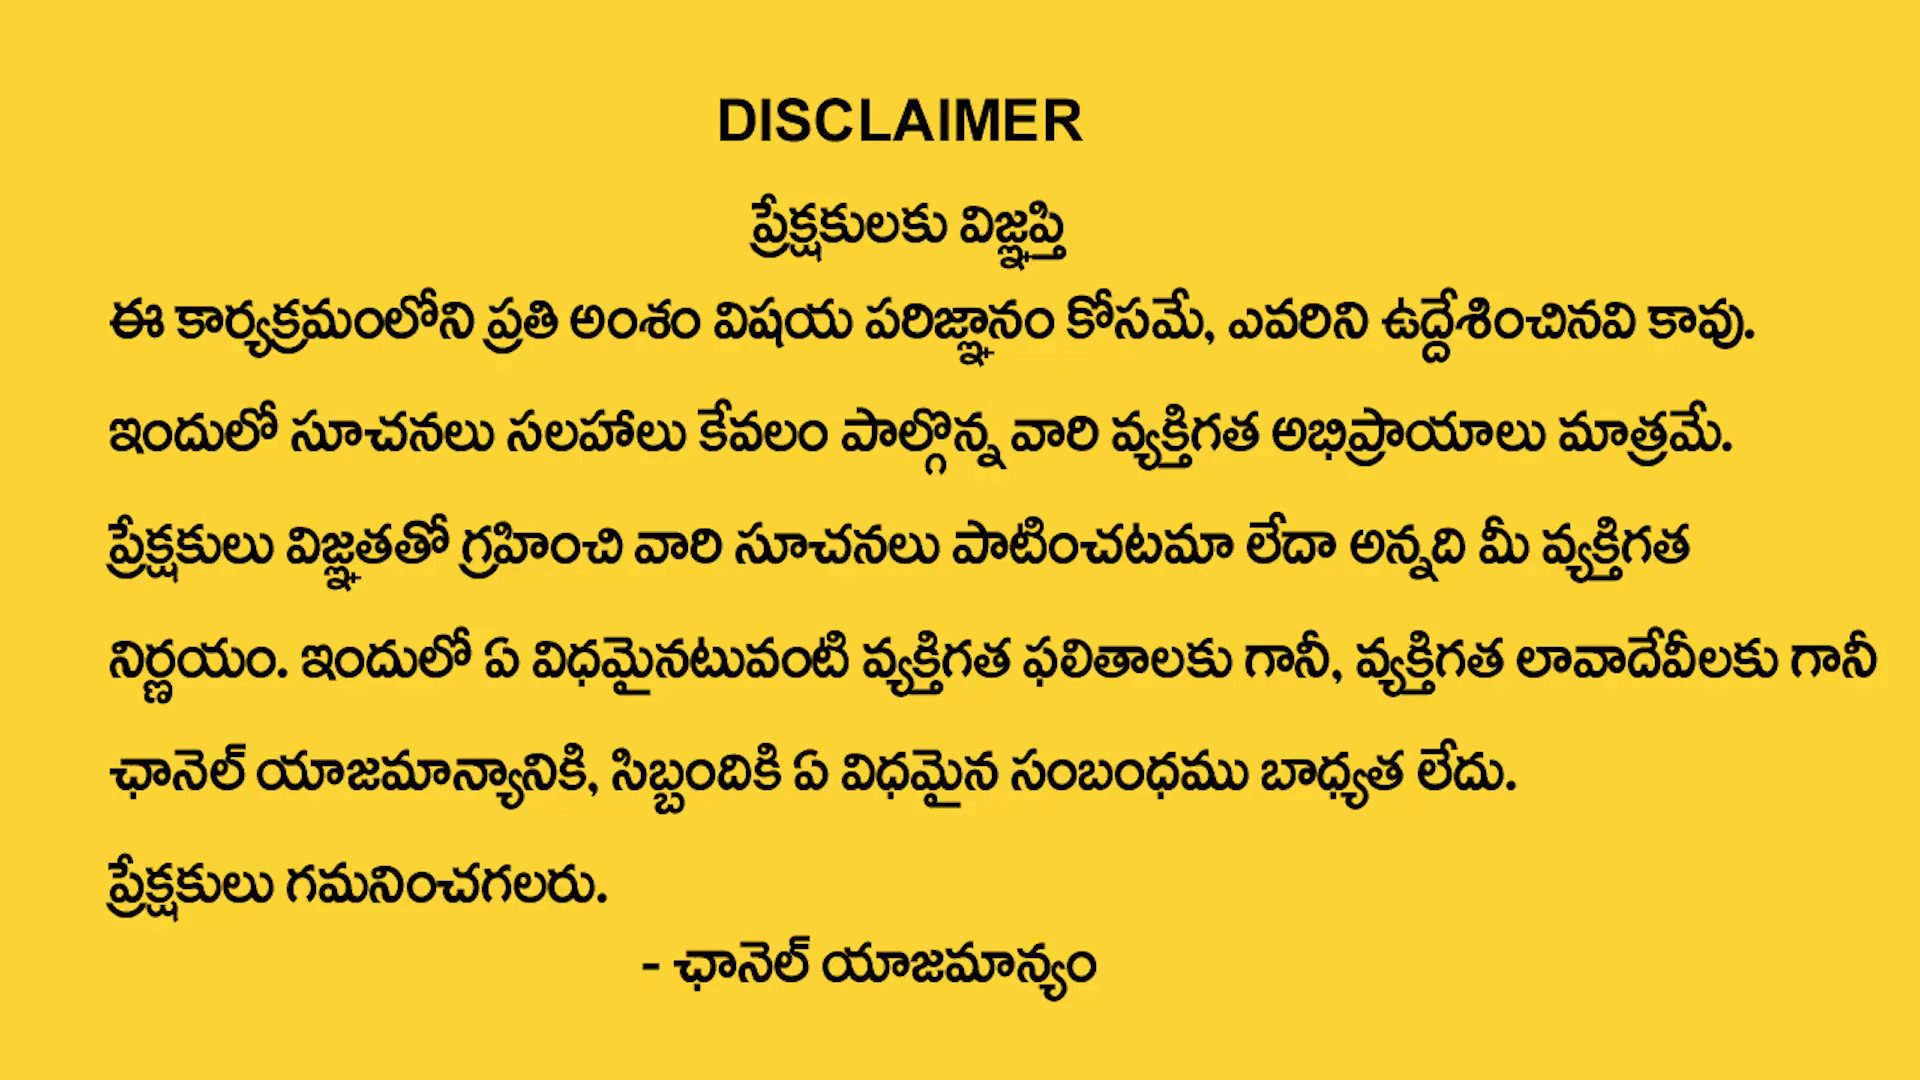 DISCLAIMER
ప్రేక్షకులకు విజ్ఞప్తి
ఈ కార్యక్రమంలోని ప్రతి అంశం విషయ పరిజ్ఞానం కోసమే, ఎవరిని ఉద్దేశించినవి కావు.
ఇందులో సూచనలు సలహాలు కేవలం పాల్గొన్న వారి వ్యక్తిగత అభిప్రాయాలు మాత్రమే.
ప్రేక్షకులు విజ్ఞతతో గ్రహించి వారి సూచనలు పాటించటమా లేదా అన్నది మీ వ్యక్తిగత
నిర్ణయం. ఇందులో ఏ విధమైనటువంటి వ్యక్తిగత ఫలితాలకు గానీ, వ్యక్తిగత లావాదేవీలకు గానీ
ఛానెల్ యాజమాన్యానికి, సిబ్బందికి ఏ విధమైన సంబంధము బాధ్యత లేదు.
ప్రేక్షకులు గమనించగలరు.
- ఛానెల్ యాజమాన్యం